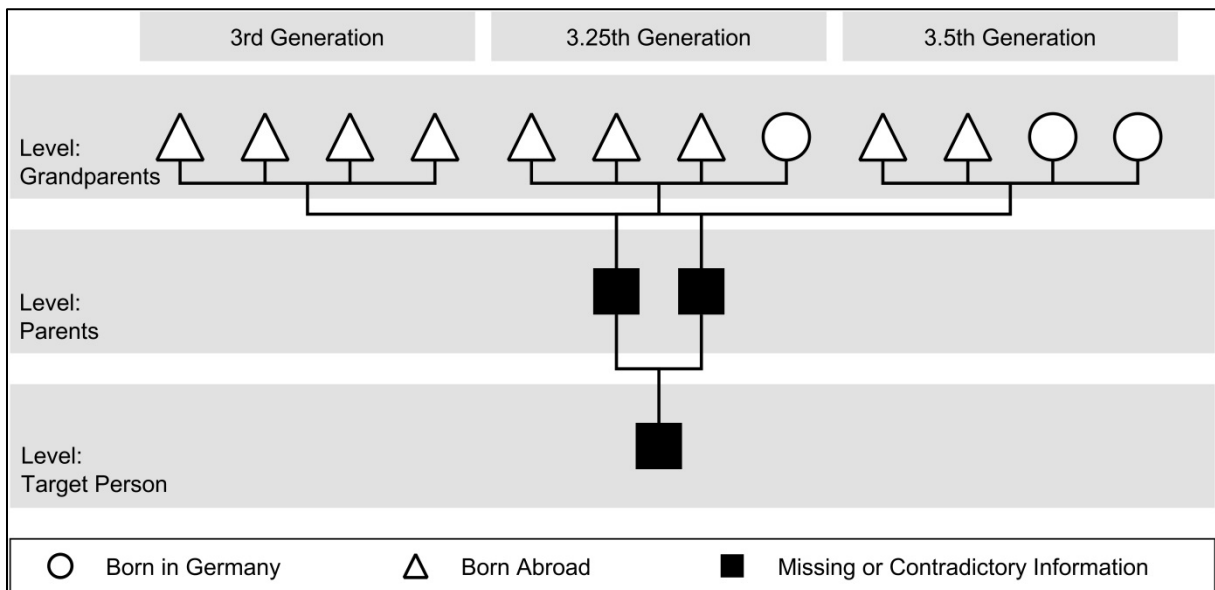 3rd Generation
3.25th Generation
3.5th Generation
Level:
Grandparents
Level:
Parents
Level:
Target Person
Born in Germany
Born Abroad
Missing or Contradictory Information